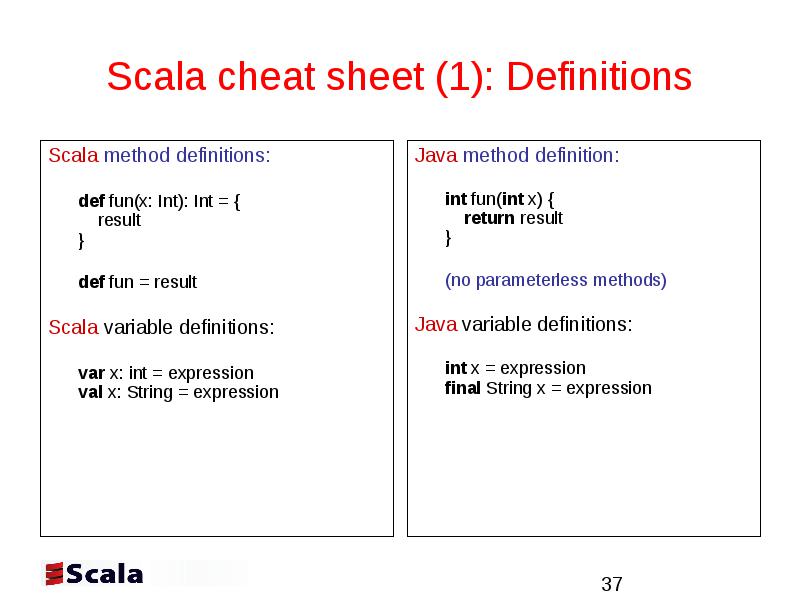 Scala cheat sheet (1): Definitions
Scala method definitions:
def fun(x: Int): Int = {
result
}
def fun = result
Scala variable definitions:
var x: int = expression
val x: String = expression
Java method definition:
int fun(int x) {
return result
}
(no parameterless methods)
Java variable definitions:
int x = expression
final String x = expression
Scala
37